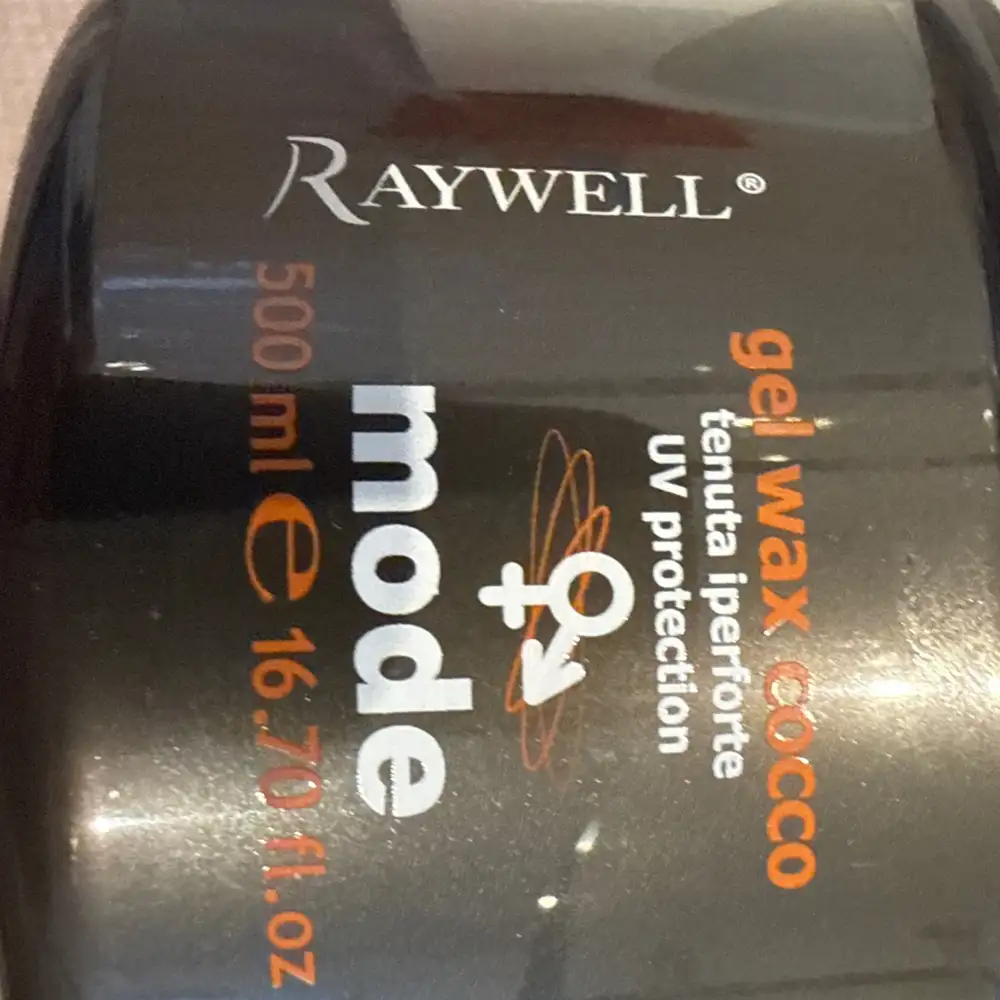 RAYWELL®
gel wax cocco
tenuta iperforte
UV protection
mode
500 ml e 16.70 fl.oz